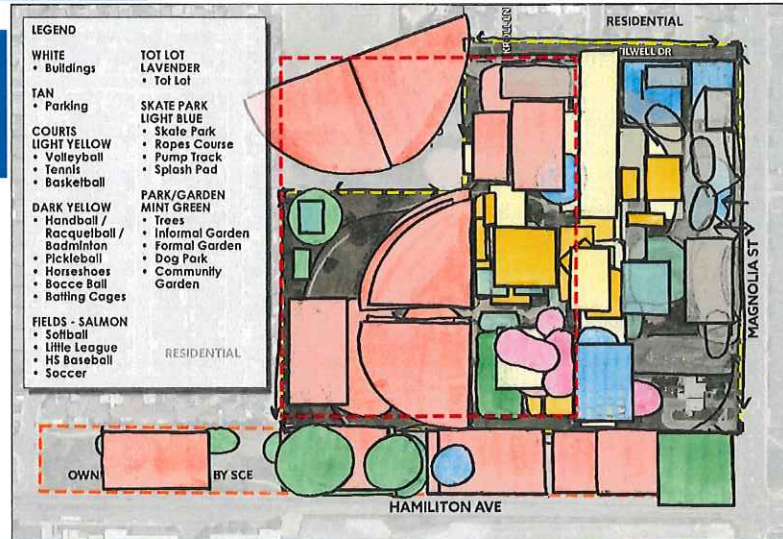 LEGEND
WHITE
• Buildings
TAN
• Parking
COURTS
LIGHT YELLOW
• Volleyball
• Tennis
• Basketball
DARK YELLOW
• Handball /
Racquelball /
Badminton
• Pickleball
• Horseshoes
• Bocce Ball
• Batting Cages
FIELDS - SALMON
• Softball
• Little League
• HS Baseball
• Soccer
TOT LOT
LAVENDER
• Tot Lot
SKATE PARK
LIGHT BLUE
• Skate Park
• Ropes Course
• Pump Track
• Splash Pad
PARK/GARDEN
MINT GREEN
• Trees
• Informal Garden
• Formal Garden
• Dog Park
• Community
Garden
RESIDENTIAL
RESIDENTIAL
TILWELL DR
MAGNOLIA ST
OWN BY SCE
HAMILITON AVE